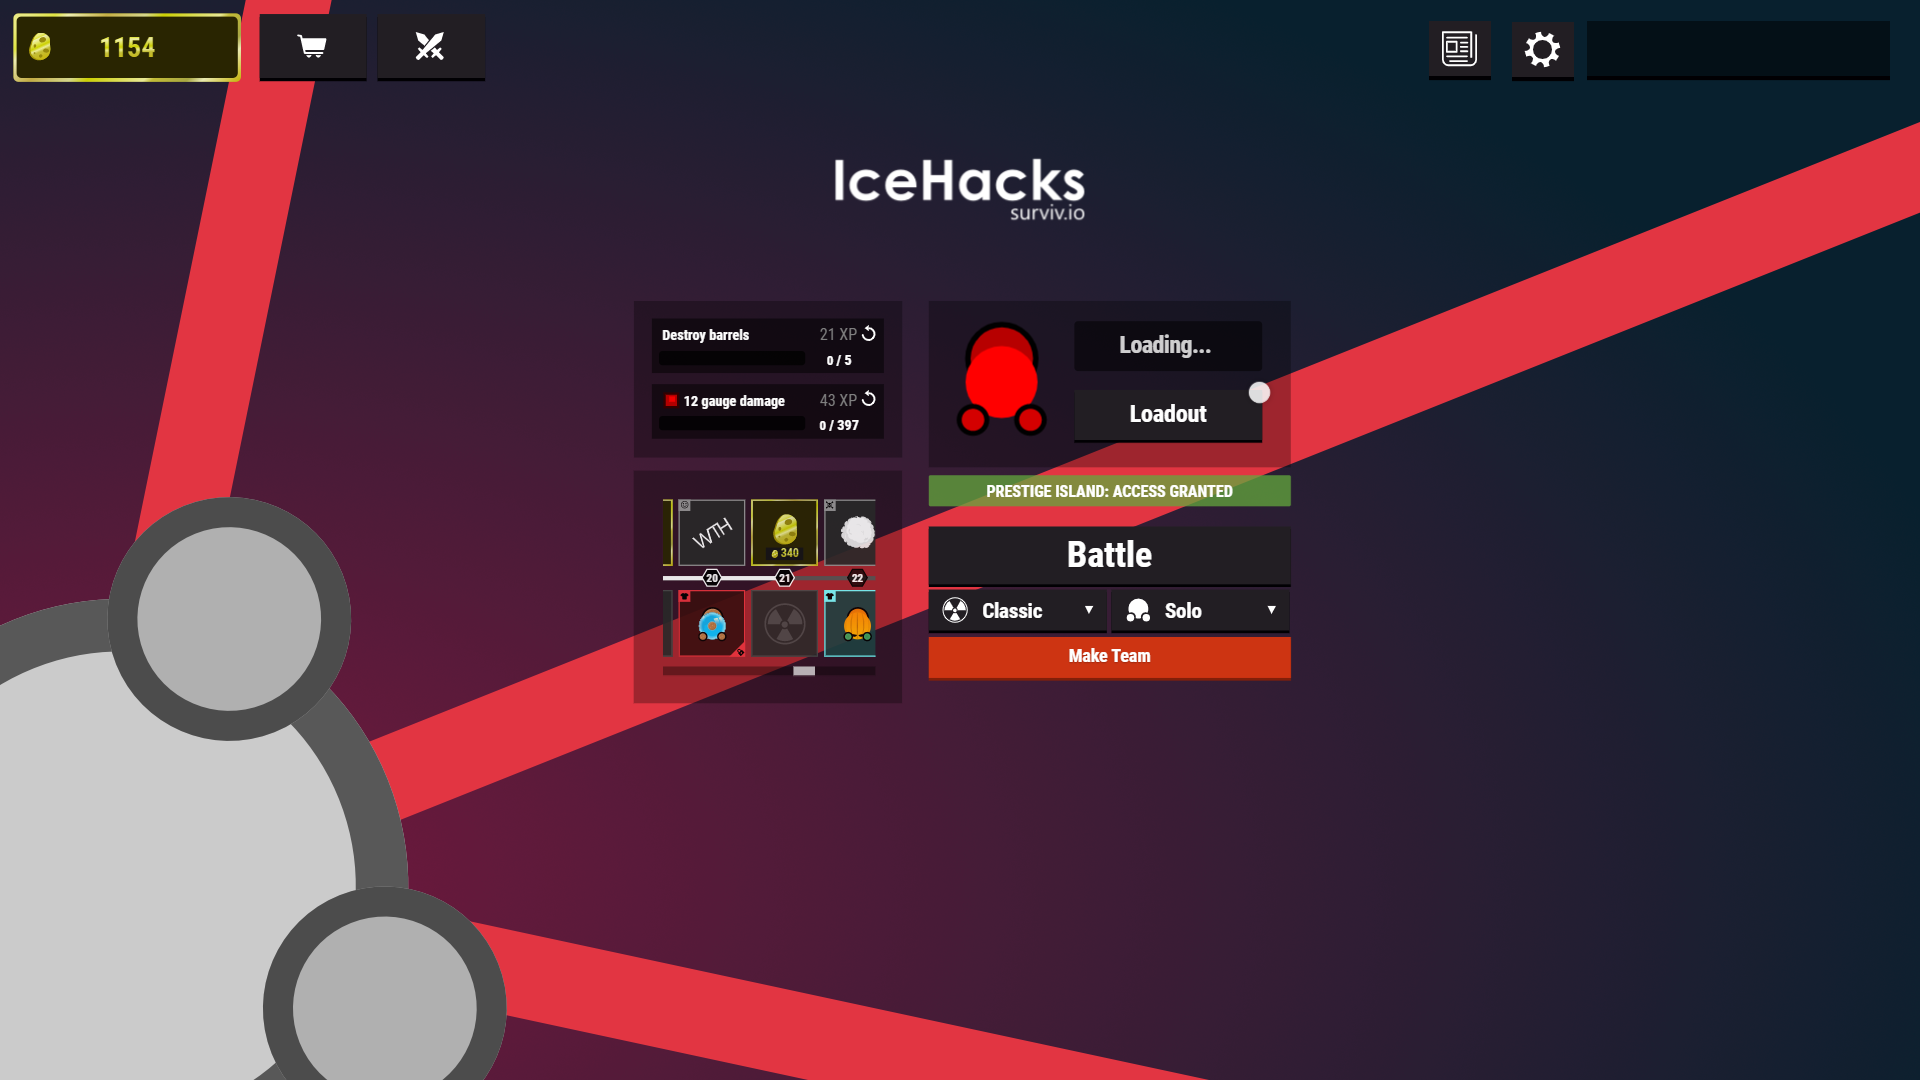 1154
IceHacks
surviv.io
Destroy barrels
21 XP
0 / 5
12 gauge damage
43 XP
0 / 397
WTH
340
20
21
22
Loading...
Loadout
PRESTIGE ISLAND: ACCESS GRANTED
Battle
Classic
Solo
Make Team